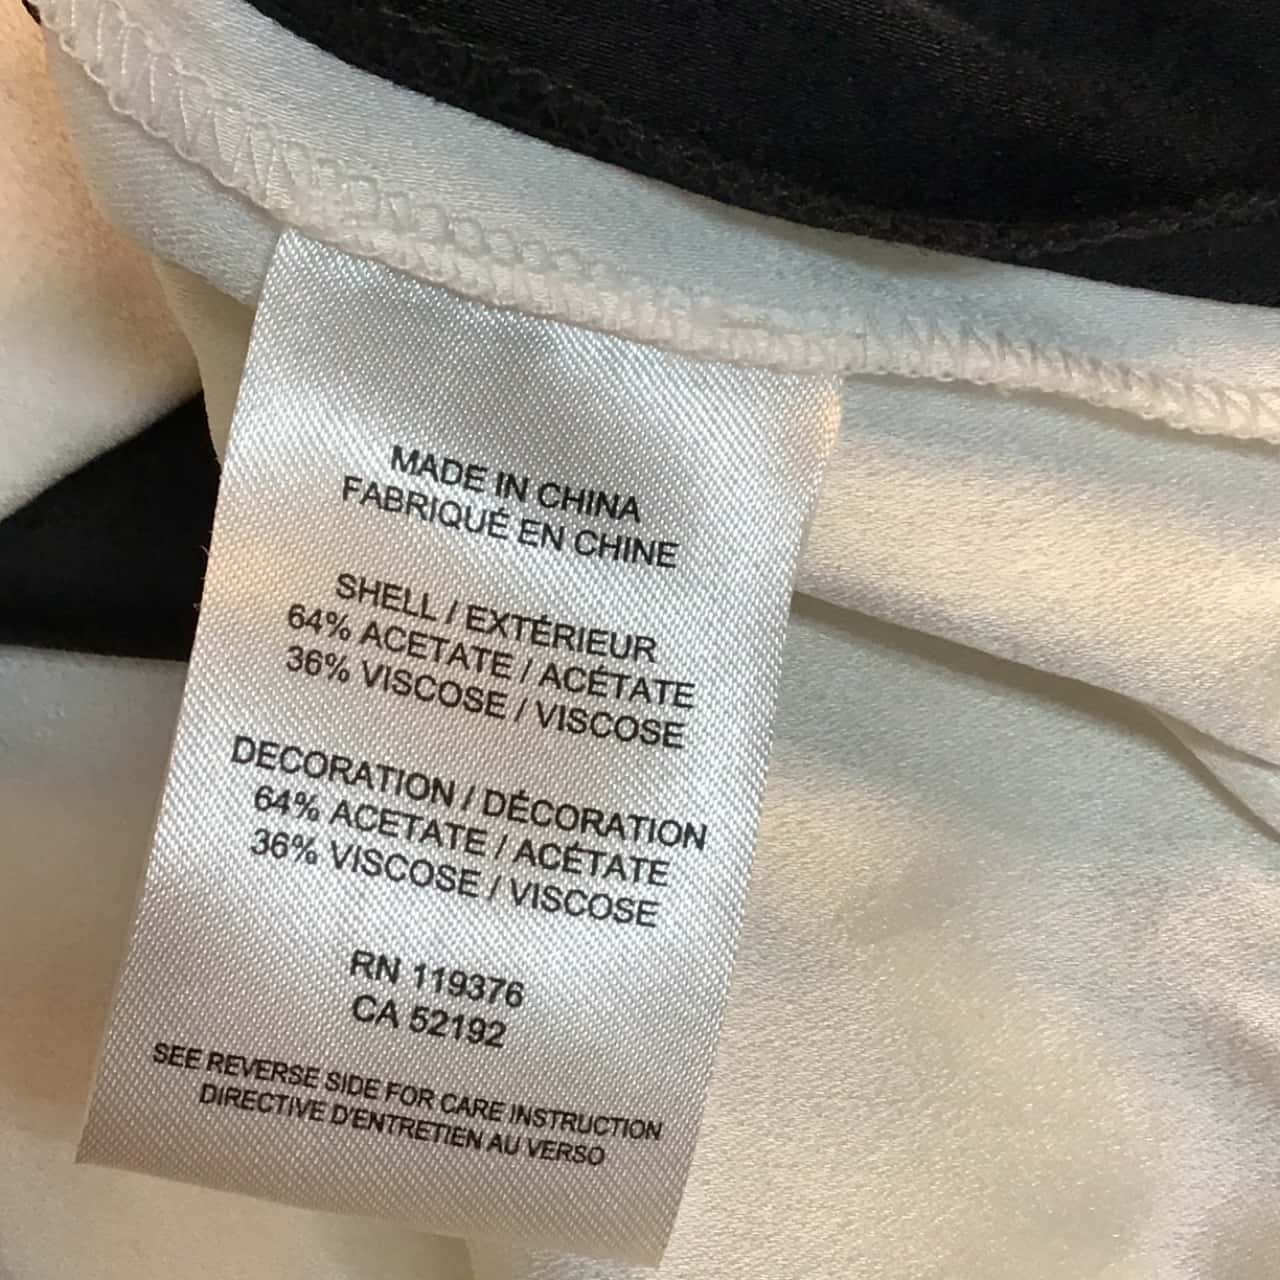 MADE IN CHINA
FABRIQUÉ EN CHINE
SHELL / EXTÉRIEUR
64% ACETATE / ACÉTATE
36% VISCOSE / VISCOSE
DECORATION / DÉCORATION
64% ACETATE / ACÉTATE
36% VISCOSE / VISCOSE
RN 119376
CA 52192
SEE REVERSE SIDE FOR CARE INSTRUCTION
DIRECTIVE D'ENTRETIEN AU VERSO